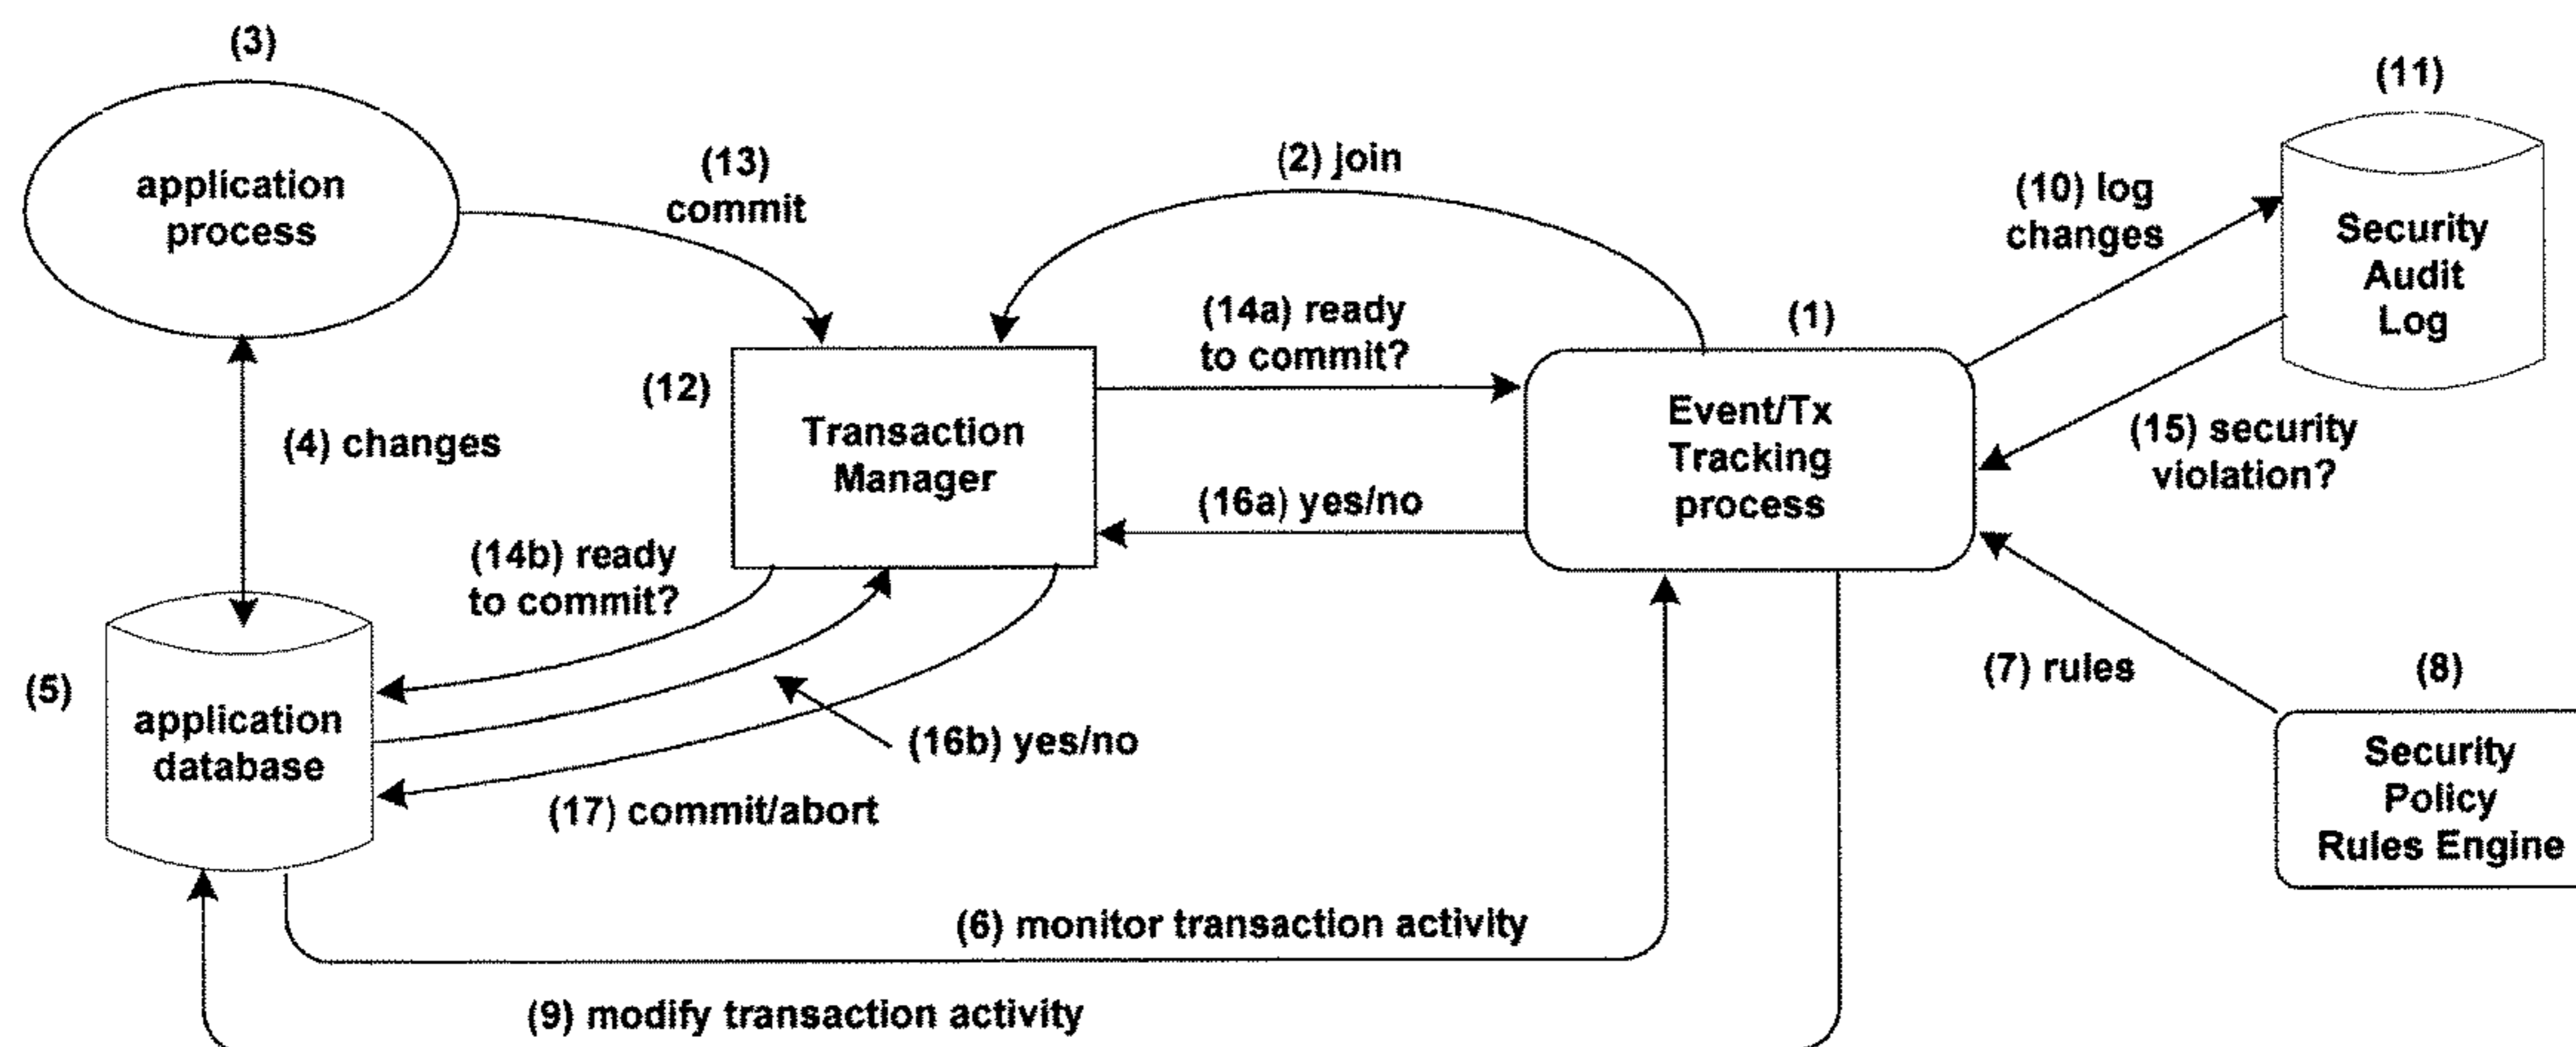 (3)
application
process
(13)
commit
(2) join
(11)
(10) log
changes
Security
Audit
Log
(14a) ready
to commit?
(1)
(12)
Transaction
Manager
Event/Tx
Tracking
process
(4) changes
(15) security
violation?
(16a) yes/no
(14b) ready
to commit?
(5)
application
database
(16b) yes/no
(17) commit/abort
(7) rules
(8)
Security
Policy
Rules Engine
(6) monitor transaction activity
(9) modify transaction activity